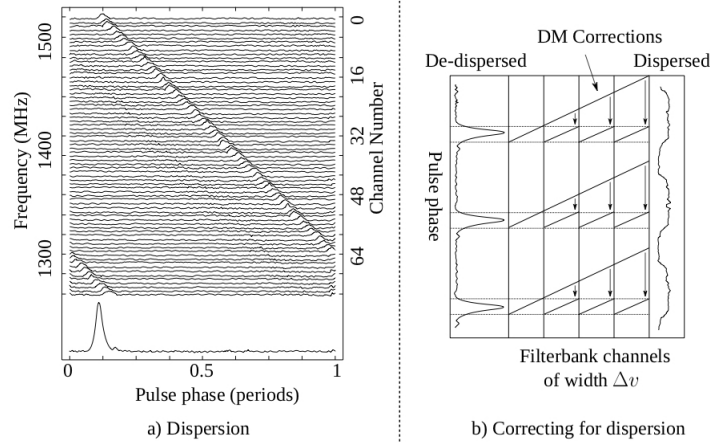 1500
1400
1300
Frequency (MHz)
0
16
32
48
64
Channel Number
0
0.5
1
Pulse phase (periods)
a) Dispersion
DM Corrections
De-dispersed
Dispersed
Pulse phase
Filterbank channels
of width Δν
b) Correcting for dispersion